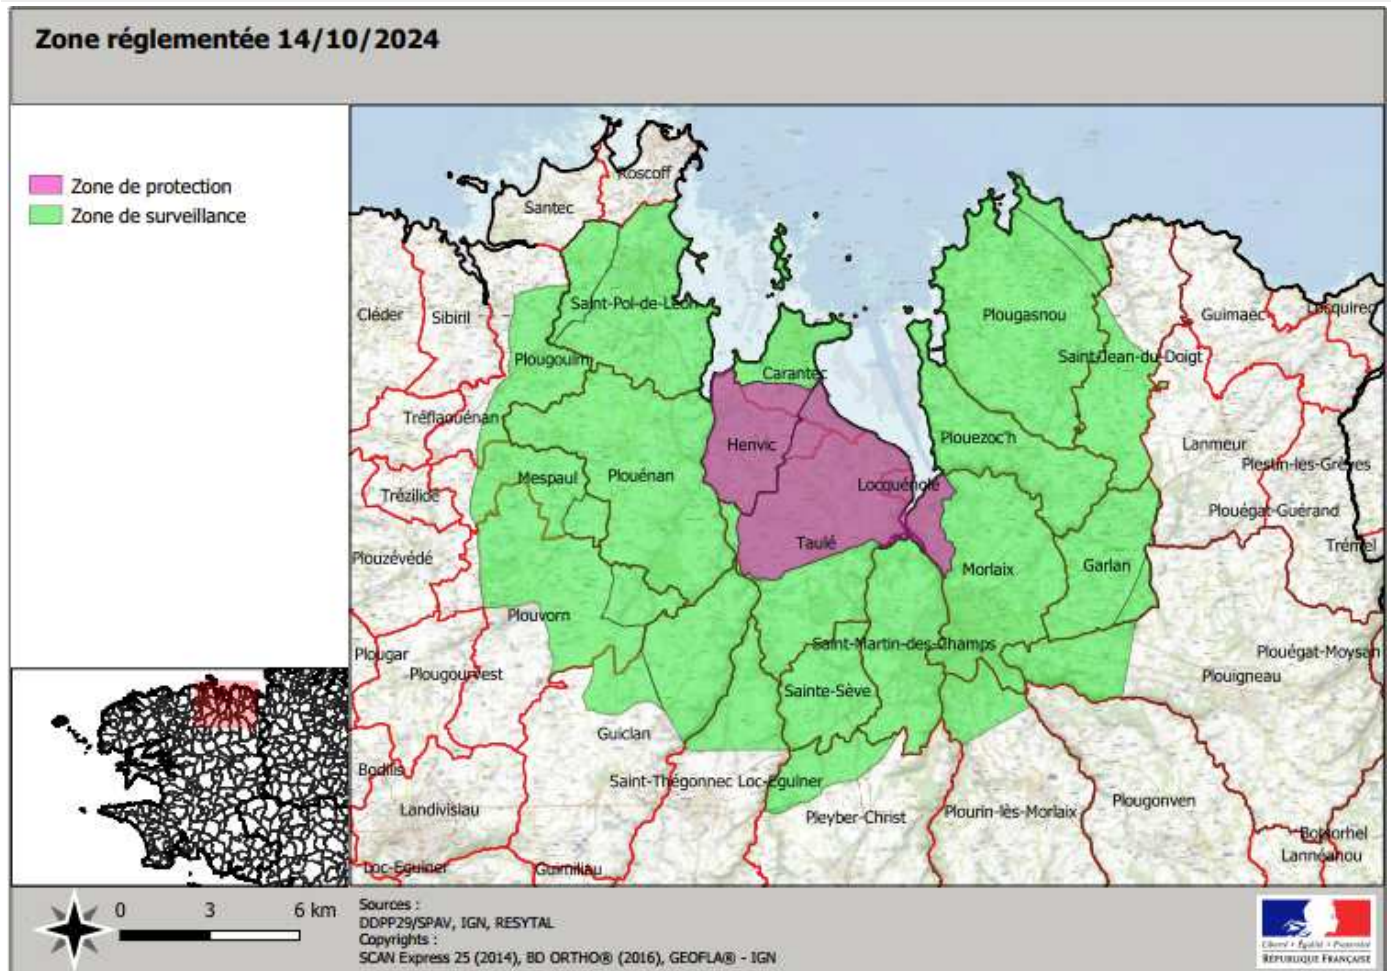 Zone réglementée 14/10/2024
Zone de protection
Zone de surveillance
Roscoff
Santec
Cléder
Sibiril
Saint-Pol-de-Léon
Plougasnou
Guimaëc
Locquirec
Plougoulm
Carantec
Saint-Jean-du-Doigt
Tréflaouénan
Henvic
Plouezoc'h
Lanmeur
Plestin-les-Grèves
Mespaul
Plouénan
Locquénolé
Trézilidé
Plouégat-Guérand
Taulé
Trémel
Plouzévédé
Morlaix
Garlan
Plouvorn
Saint-Martin-des-Champs
Plougar
Plouégat-Moysan
Plougourvest
Plouigneau
Sainte-Sève
Guiclan
Bodilis
Saint-Thégonnec Loc-Eguiner
Landivisiau
Pleyber-Christ
Plourin-lès-Morlaix
Plougonven
Botsorhel
Lannéanou
Loc-Eguiner
Guimiliau
0 3 6 km
Sources :
DDPP29/SPAV, IGN, RESYTAL
Copyrights :
SCAN Express 25 (2014), BD ORTHO® (2016), GEOFLA® - IGN
Liberté • Égalité • Fraternité
RÉPUBLIQUE FRANÇAISE